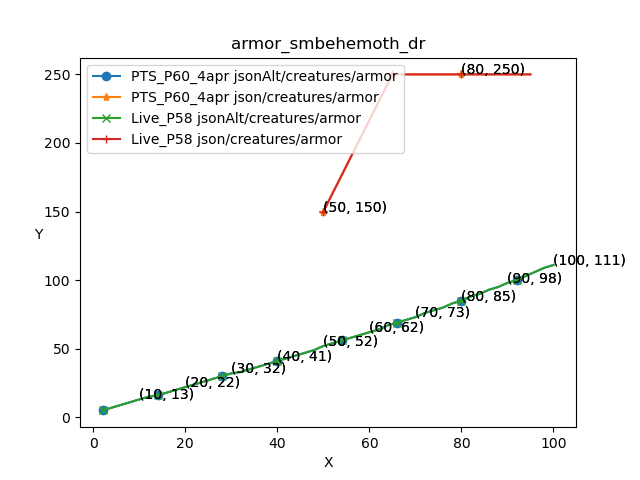 armor_smbehemoth_dr
PTS_P60_4apr jsonAlt/creatures/armor
PTS_P60_4apr json/creatures/armor
Live_P58 jsonAlt/creatures/armor
Live_P58 json/creatures/armor
(80, 250)
(50, 150)
(100, 111)
(90, 98)
(80, 85)
(70, 73)
(60, 62)
(50, 52)
(40, 41)
(30, 32)
(20, 22)
(10, 13)
250
200
150
100
50
0
Y
0 20 40 60 80 100
X